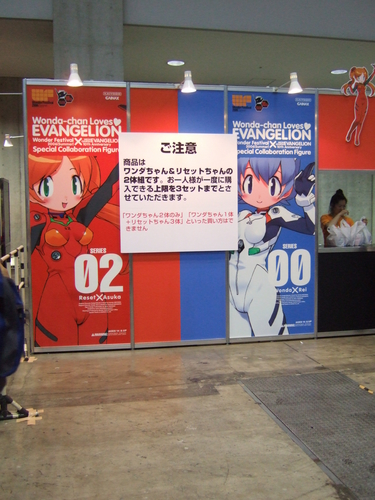 Wonda-chan Loves♥
EVANGELION
Special Collaboration Figure
SERIES
02
Reset×Asuka
ご注意
商品は
ワンダちゃん&リセットちゃんの
2体組です。お一人様が一度に購
入できる上限を3セットまでとさ
せていただきます。
「ワンダちゃん2体のみ」「ワンダちゃん1体
+リセットちゃん3体」といった買い方はで
きません
Wonda-chan Loves♥
EVANGELION
Special Collaboration Figure
SERIES
00
Wonda×Rei